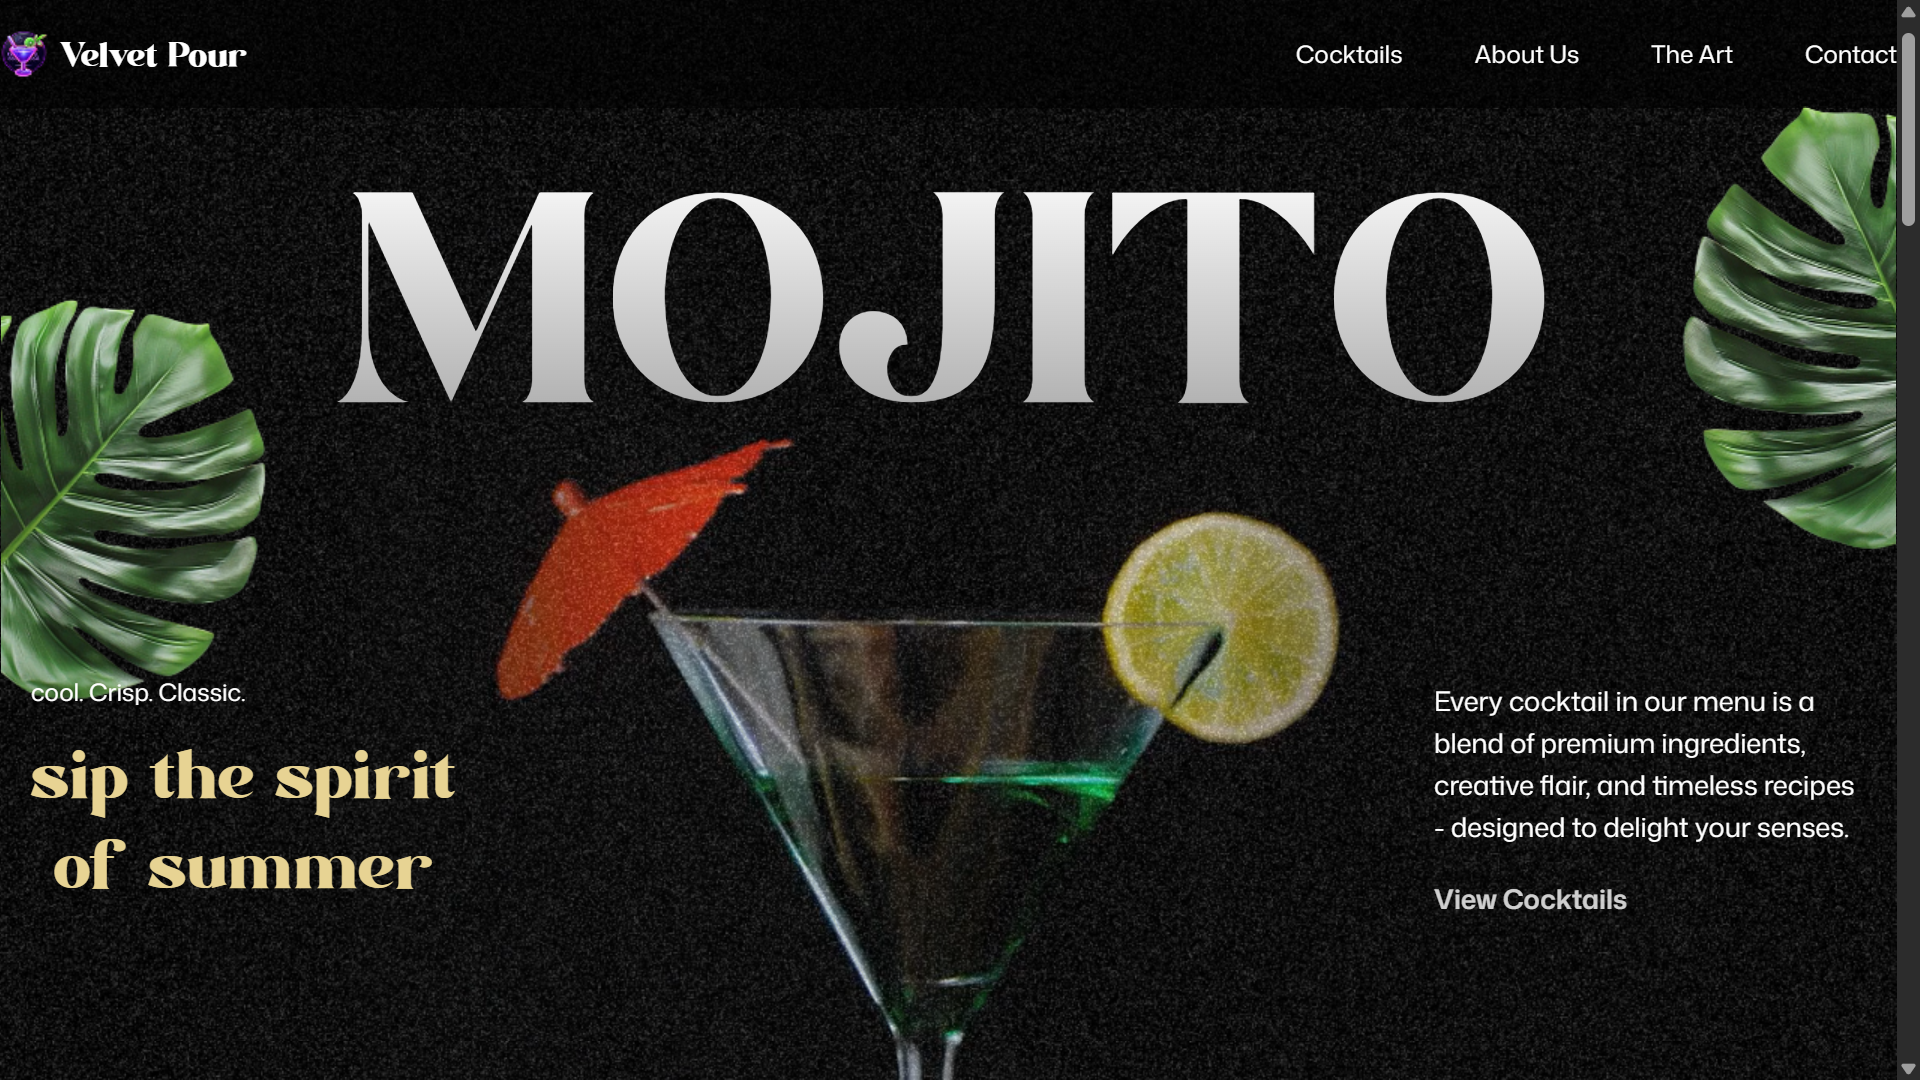 Velvet Pour
Cocktails
About Us
The Art
Contact
MOJITO
cool. Crisp. Classic.
sip the spirit
of summer
Every cocktail in our menu is a
blend of premium ingredients,
creative flair, and timeless recipes
- designed to delight your senses.
View Cocktails